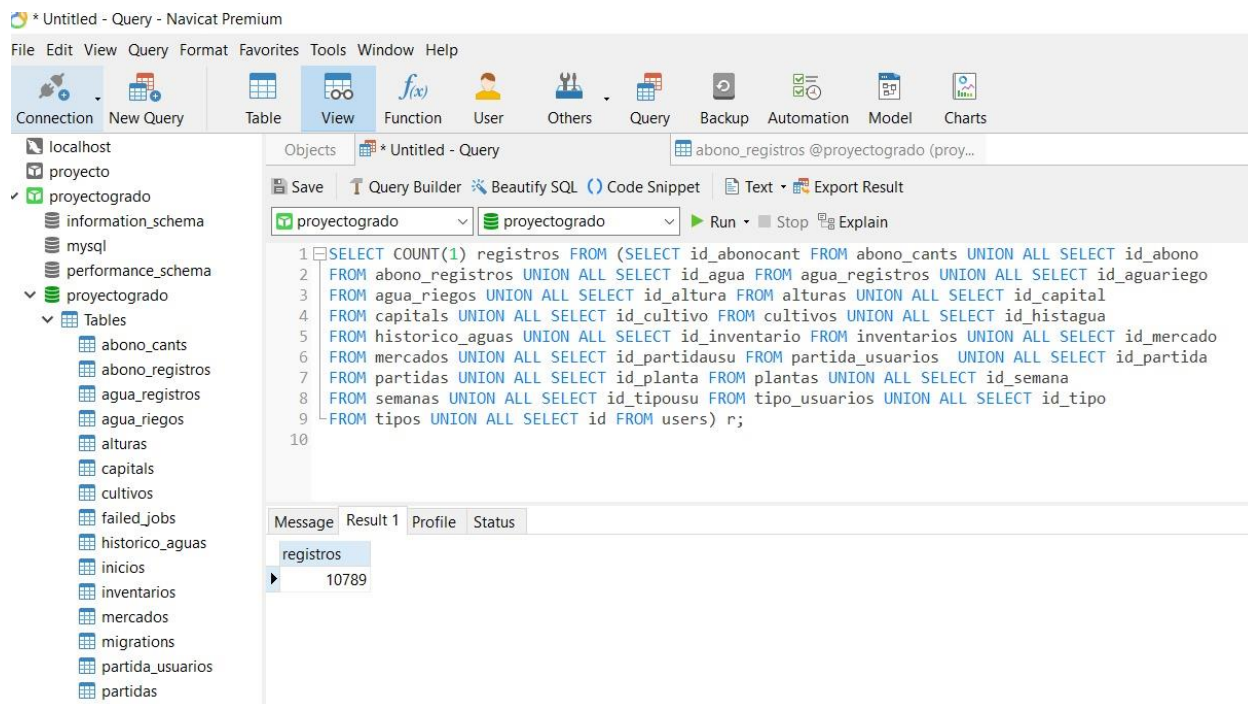 * Untitled - Query - Navicat Premium
File Edit View Query Format Favorites Tools Window Help
Connection New Query Table View Function User Others Query Backup Automation Model Charts
localhost
proyecto
proyectogrado
information_schema
mysql
performance_schema
proyectogrado
Tables
abono_cants
abono_registros
agua_registros
agua_riegos
alturas
capitals
cultivos
failed_jobs
historico_aguas
inicios
inventarios
mercados
migrations
partida_usuarios
partidas
Objects * Untitled - Query abono_registros @proyectogrado (proy...
Save Query Builder Beautify SQL () Code Snippet Text Export Result
proyectogrado proyectogrado Run Stop Explain
1 SELECT COUNT(1) registros FROM (SELECT id_abonocant FROM abono_cants UNION ALL SELECT id_abono
2 FROM abono_registros UNION ALL SELECT id_agua FROM agua_registros UNION ALL SELECT id_aguariego
3 FROM agua_riegos UNION ALL SELECT id_altura FROM alturas UNION ALL SELECT id_capital
4 FROM capitals UNION ALL SELECT id_cultivo FROM cultivos UNION ALL SELECT id_histagua
5 FROM historico_aguas UNION ALL SELECT id_inventario FROM inventarios UNION ALL SELECT id_mercado
6 FROM mercados UNION ALL SELECT id_partidausu FROM partida_usuarios  UNION ALL SELECT id_partida
7 FROM partidas UNION ALL SELECT id_planta FROM plantas UNION ALL SELECT id_semana
8 FROM semanas UNION ALL SELECT id_tipousu FROM tipo_usuarios UNION ALL SELECT id_tipo
9 FROM tipos UNION ALL SELECT id FROM users) r;
10
Message Result 1 Profile Status
registros
10789